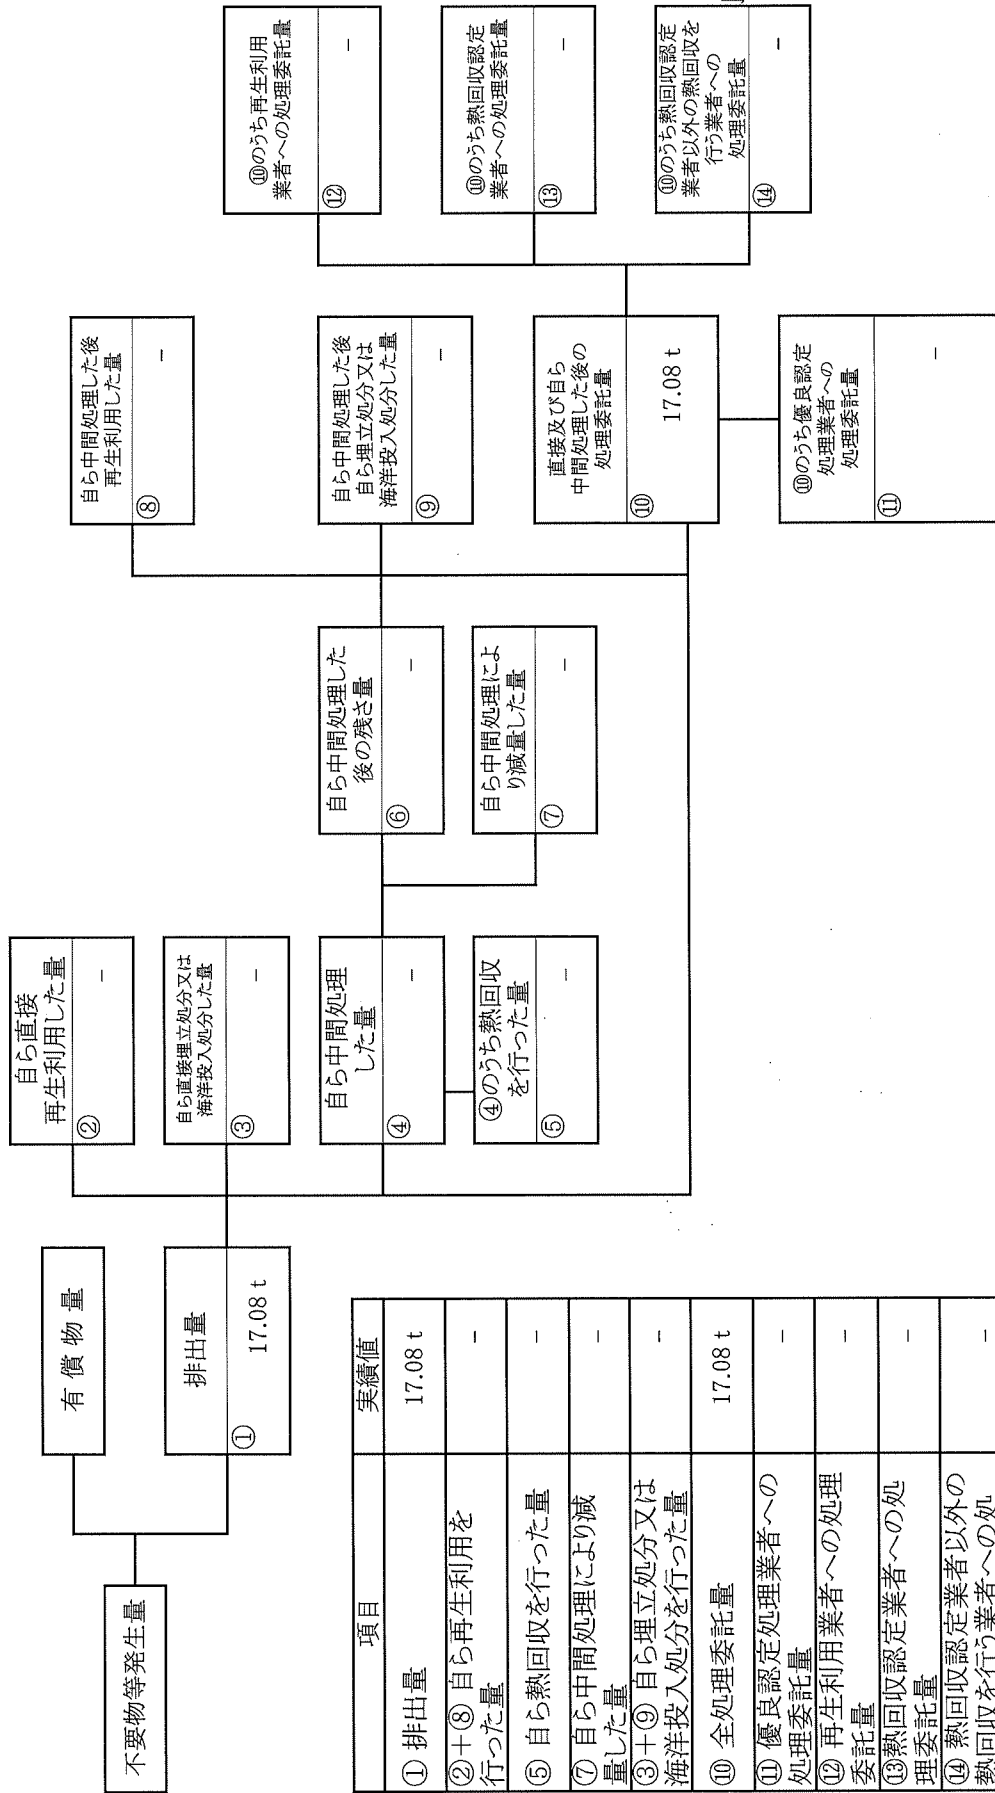 不要物等発生量
有償物量
排出量
① 17.08 t
自ら直接
再生利用した量
② −
自ら直接埋立処分又は
海洋投入処分した量
③ −
自ら中間処理
した量
④ −
④のうち熱回収
を行った量
⑤ −
自ら中間処理した
後の残さ量
⑥ −
自ら中間処理によ
り減量した量
⑦ −
自ら中間処理した後
再生利用した量
⑧ −
自ら中間処理した後
自ら埋立処分又は
海洋投入処分した量
⑨ −
直接及び自ら
中間処理した後の
処理委託量
⑩ 17.08 t
⑩のうち優良認定
処理業者への
処理委託量
⑪ −
⑩のうち再生利用
業者への処理委託量
⑫ −
⑩のうち熱回収認定
業者への処理委託量
⑬ −
⑩のうち熱回収認定
業者以外の熱回収を
行う業者への
処理委託量
⑭ −
項目 実績値
① 排出量 17.08 t
②+⑧ 自ら再生利用を
行った量 −
⑤ 自ら熱回収を行った量 −
⑦ 自ら中間処理により減
量した量 −
③+⑨ 自ら埋立処分又は
海洋投入処分を行った量 −
⑩ 全処理委託量 17.08 t
⑪ 優良認定処理業者への
処理委託量 −
⑫ 再生利用業者への処理
委託量 −
⑬熱回収認定業者への処
理委託量 −
⑭ 熱回収認定業者以外の
熱回収を行う業者への処 −